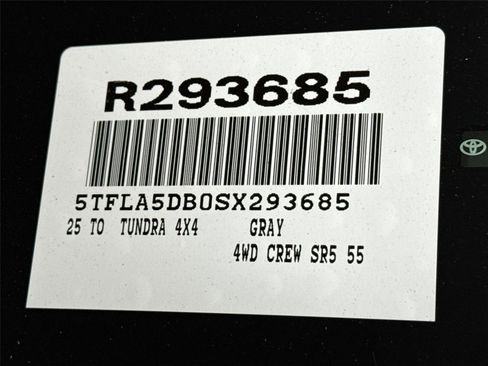 R293685
5TFLA5DB0SX293685
25 TO TUNDRA 4X4 GRAY
4WD CREW SR5 55